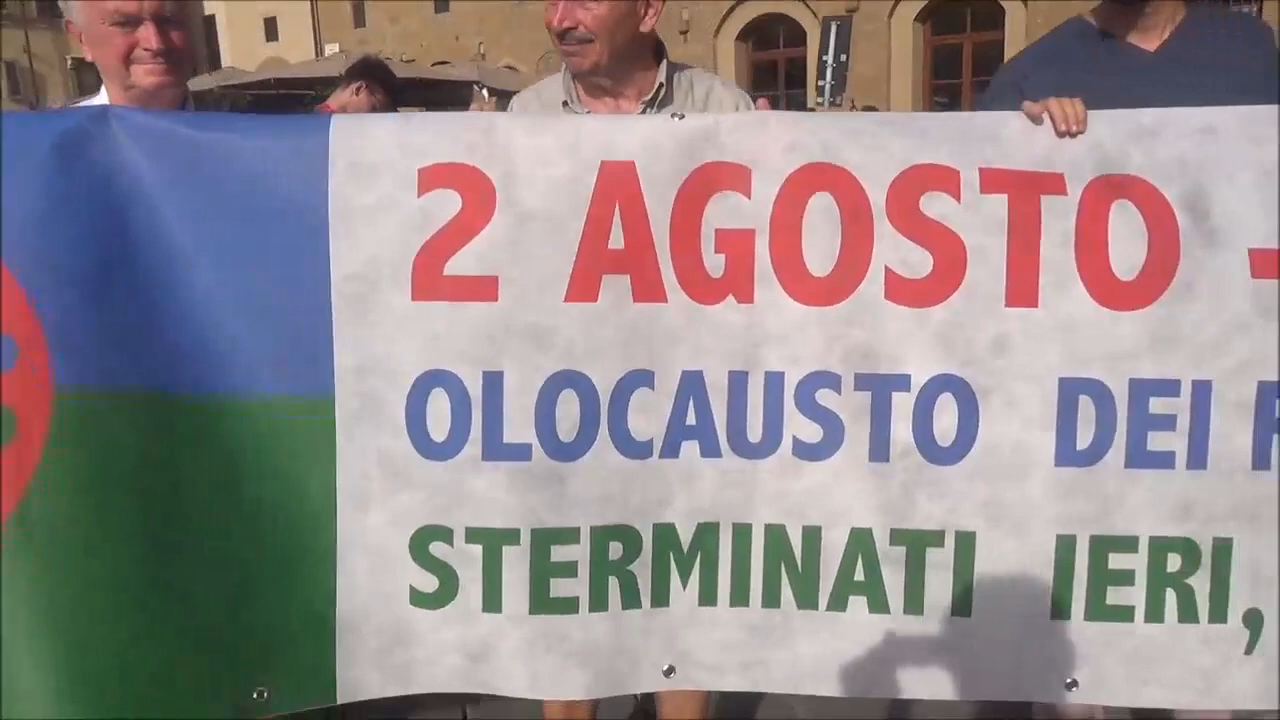 2 AGOSTO -
OLOCAUSTO DEI
STERMINATI IERI,